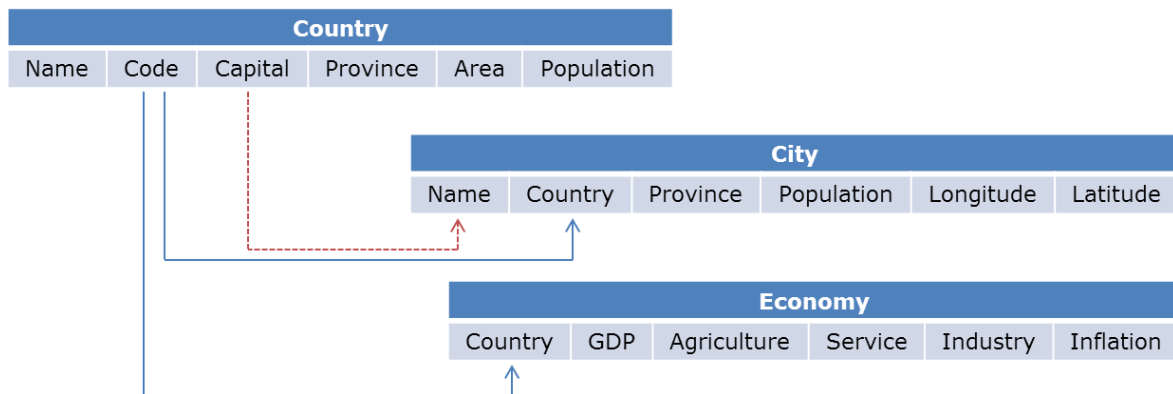 Country
Name Code Capital Province Area Population
City
Name Country Province Population Longitude Latitude
Economy
Country GDP Agriculture Service Industry Inflation